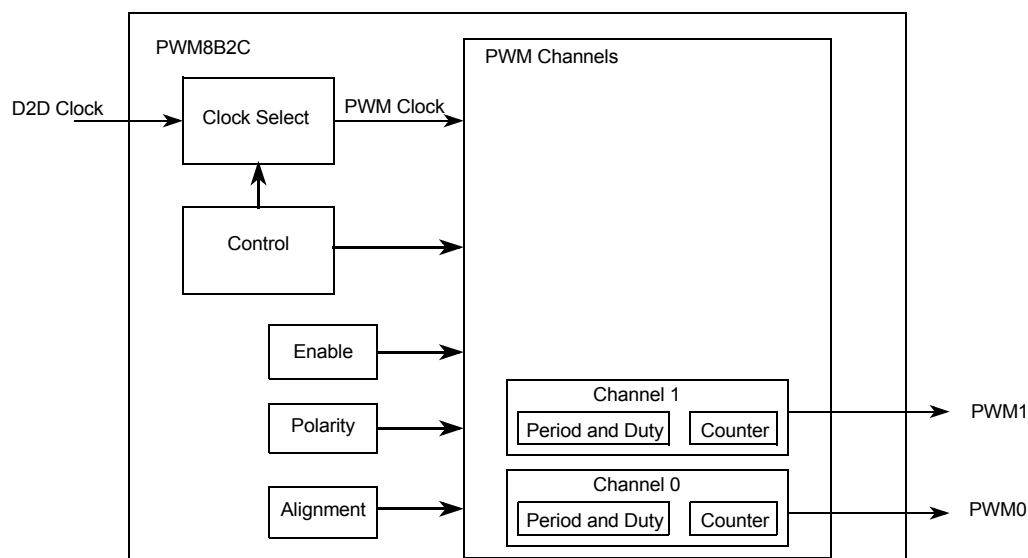 PWM8B2C
PWM Channels
D2D Clock
Clock Select
PWM Clock
Control
Enable
Polarity
Alignment
Channel 1
Period and Duty
Counter
PWM1
Channel 0
Period and Duty
Counter
PWM0